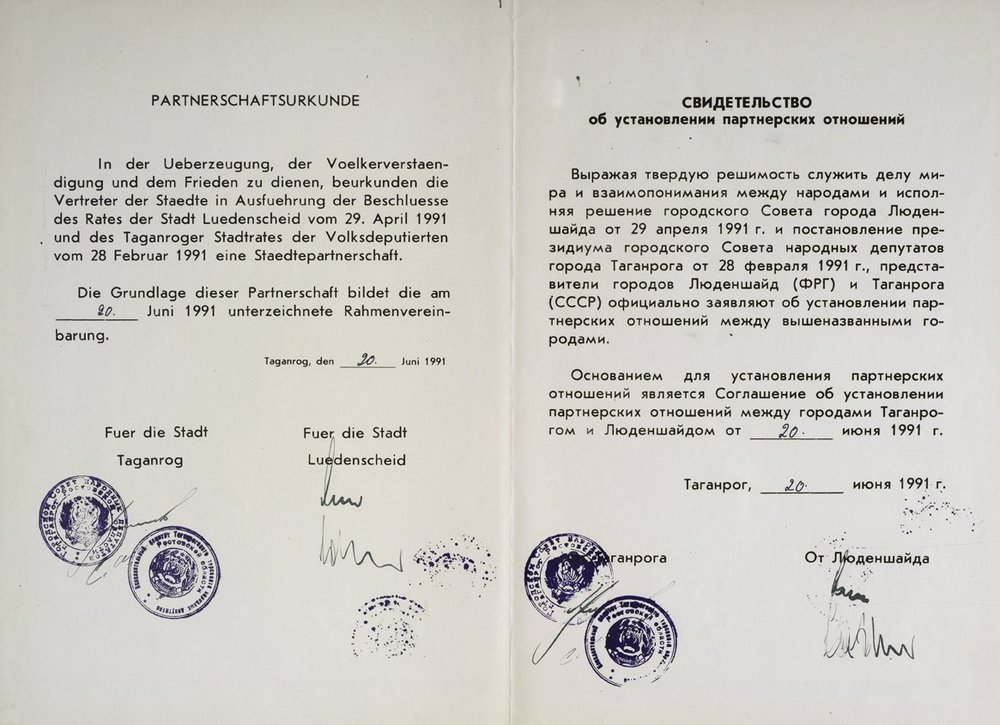 PARTNERSCHAFTSURKUNDE
In der Ueberzeugung, der Voelkerverstaen-
digung und dem Frieden zu dienen, beurkunden die
Vertreter der Staedte in Ausfuehrung der Beschluesse
des Rates der Stadt Luedenscheid vom 29. April 1991
und des Taganroger Stadtrates der Volksdeputierten
vom 28 Februar 1991 eine Staedtepartnerschaft.
Die Grundlage dieser Partnerschaft bildet die am
20. Juni 1991 unterzeichnete Rahmenverein-
barung.
Taganrog, den 20. Juni 1991
Fuer die Stadt
Taganrog
Fuer die Stadt
Luedenscheid
СВИДЕТЕЛЬСТВО
об установлении партнерских отношений
Выражая твердую решимость служить делу ми-
ра и взаимопонимания между народами и испол-
няя решение городского Совета города Люден-
шайда от 29 апреля 1991 г. и постановление пре-
зидиума городского Совета народных депутатов
города Таганрога от 28 февраля 1991 г., предста-
вители городов Люденшайд (ФРГ) и Таганрога
(СССР) официально заявляют об установлении пар-
тнерских отношений между вышеназванными го-
родами.
Основанием для установления партнерских
отношений является Соглашение об установлении
партнерских отношений между городами Таганро-
гом и Люденшайдом от 20. июня 1991 г.
Таганрог, 20 июня 1991 г.
аганрога
От Люденшайда